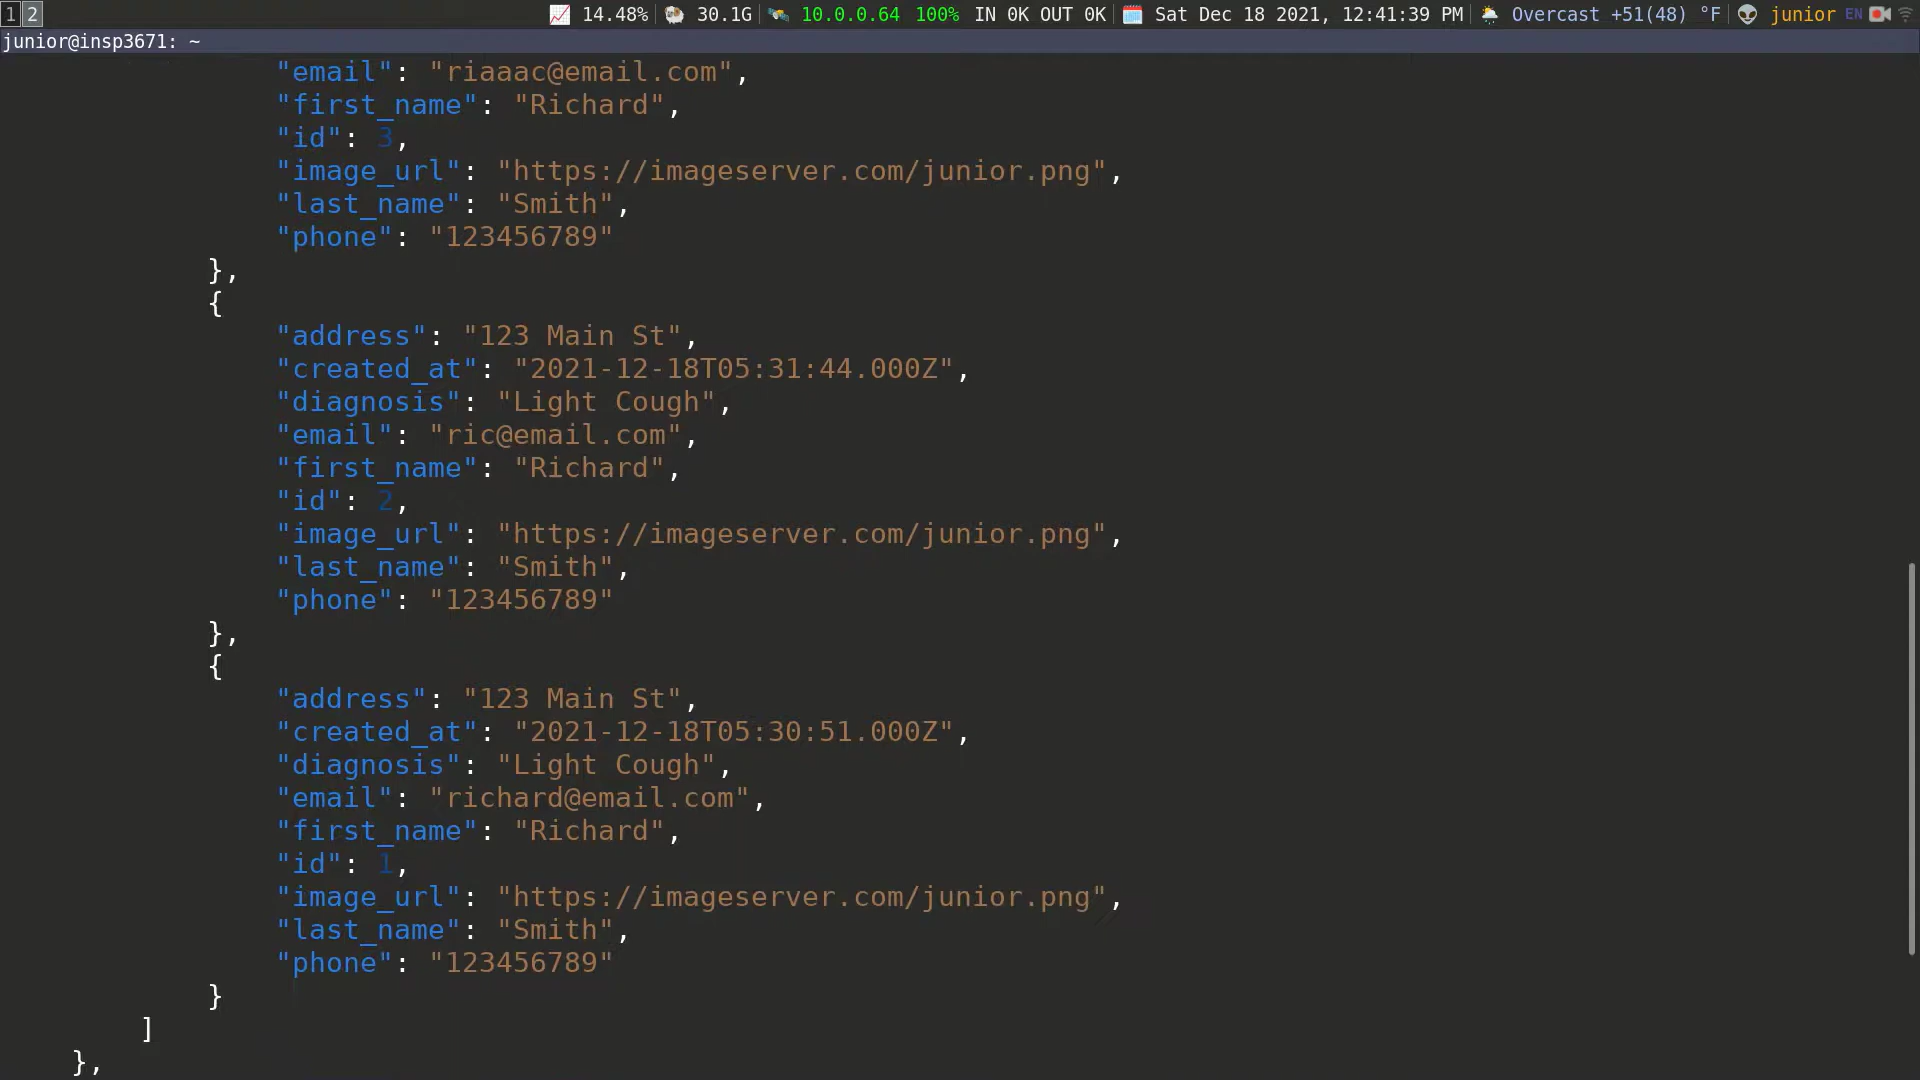 1 2 14.48% 30.1G 10.0.0.64 100% IN 0K OUT 0K Sat Dec 18 2021, 12:41:39 PM Overcast +51(48) °F junior EN
junior@insp3671: ~
"email": "riaaac@email.com",
"first_name": "Richard",
"id": 3,
"image_url": "https://imageserver.com/junior.png",
"last_name": "Smith",
"phone": "123456789"
},
{
"address": "123 Main St",
"created_at": "2021-12-18T05:31:44.000Z",
"diagnosis": "Light Cough",
"email": "ric@email.com",
"first_name": "Richard",
"id": 2,
"image_url": "https://imageserver.com/junior.png",
"last_name": "Smith",
"phone": "123456789"
},
{
"address": "123 Main St",
"created_at": "2021-12-18T05:30:51.000Z",
"diagnosis": "Light Cough",
"email": "richard@email.com",
"first_name": "Richard",
"id": 1,
"image_url": "https://imageserver.com/junior.png",
"last_name": "Smith",
"phone": "123456789"
}
]
},